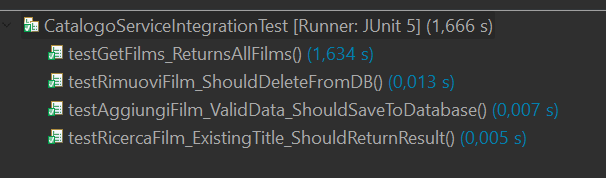 CatalogoServiceIntegrationTest [Runner: JUnit 5] (1,666 s)
testGetFilms_ReturnsAllFilms() (1,634 s)
testRimuoviFilm_ShouldDeleteFromDB() (0,013 s)
testAggiungiFilm_ValidData_ShouldSaveToDatabase() (0,007 s)
testRicercaFilm_ExistingTitle_ShouldReturnResult() (0,005 s)